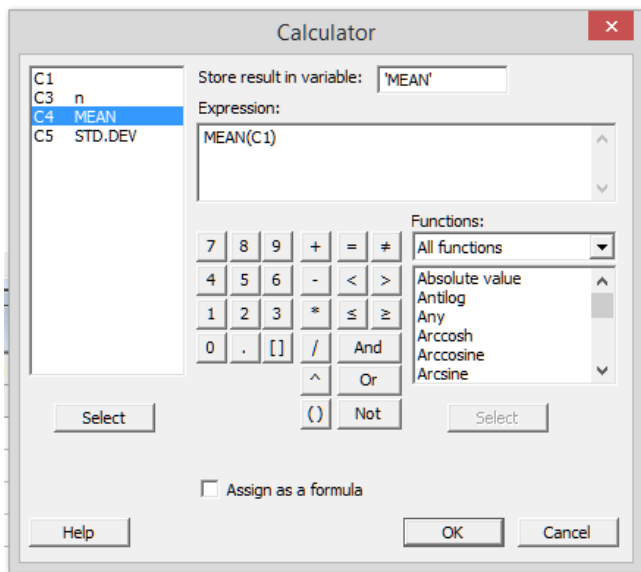 Calculator
Store result in variable: 'MEAN'
C1
C3 n
C4 MEAN
C5 STD.DEV
Expression:
MEAN(C1)
Functions:
All functions
7 8 9 + = ≠
4 5 6 - < >
1 2 3 * ≤ ≥
0 . [] / And
^ Or
() Not
Absolute value
Antilog
Any
Arccosh
Arccosine
Arcsine
Select
Select
Assign as a formula
Help
OK
Cancel